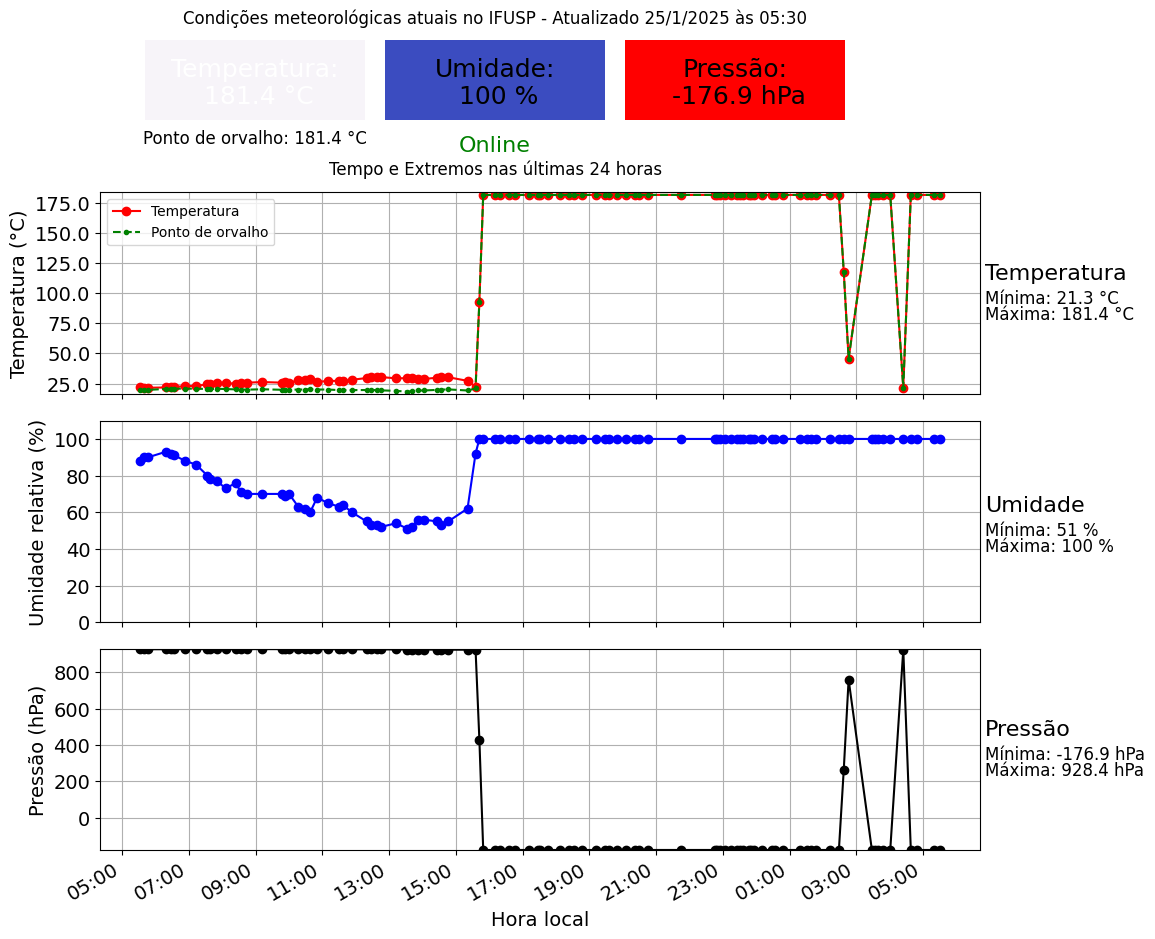 Condições meteorológicas atuais no IFUSP - Atualizado 25/1/2025 às 05:30
Temperatura:
181.4 °C
Umidade:
100 %
Pressão:
-176.9 hPa
Ponto de orvalho: 181.4 °C
Online
Tempo e Extremos nas últimas 24 horas
Temperatura (°C)
175.0
150.0
125.0
100.0
75.0
50.0
25.0
Temperatura
Ponto de orvalho
Temperatura
Mínima: 21.3 °C
Máxima: 181.4 °C
Umidade relativa (%)
100
80
60
40
20
0
Umidade
Mínima: 51 %
Máxima: 100 %
Pressão (hPa)
800
600
400
200
0
Pressão
Mínima: -176.9 hPa
Máxima: 928.4 hPa
05:00 07:00 09:00 11:00 13:00 15:00 17:00 19:00 21:00 23:00 01:00 03:00 05:00
Hora local